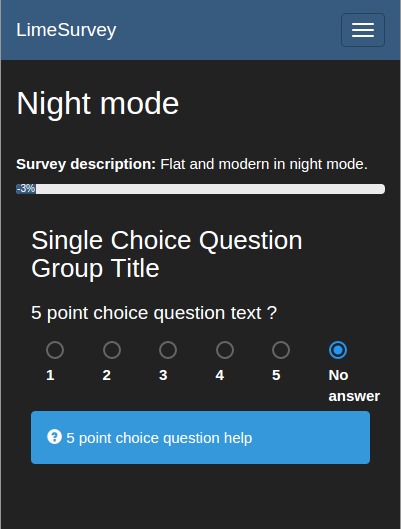 LimeSurvey
Night mode
Survey description: Flat and modern in night mode.
-3%
Single Choice Question
Group Title
5 point choice question text ?
1 2 3 4 5 No
answer
5 point choice question help